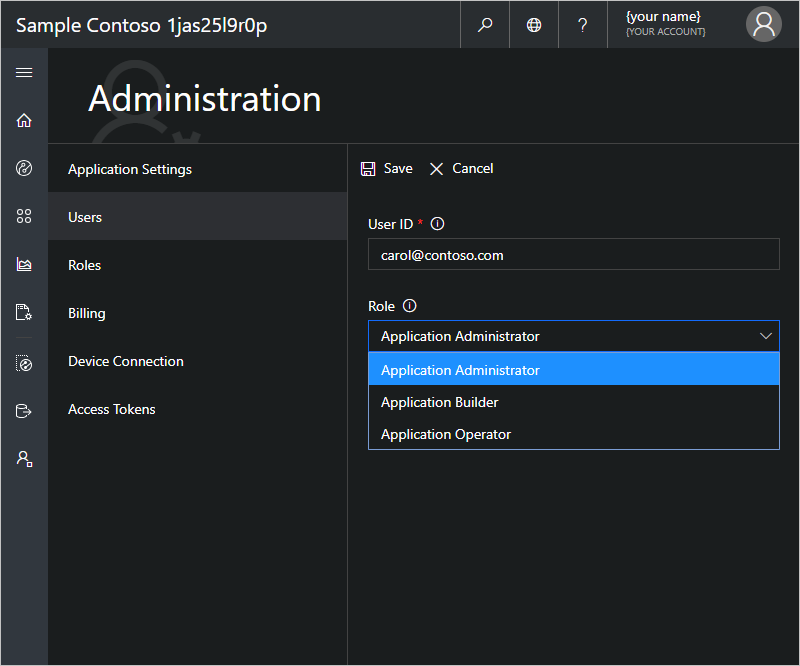 Sample Contoso 1jas25l9r0p
?
{your name}
{YOUR ACCOUNT}
Administration
Application Settings
Users
Roles
Billing
Device Connection
Access Tokens
Save
Cancel
User ID *
carol@contoso.com
Role
Application Administrator
Application Administrator
Application Builder
Application Operator